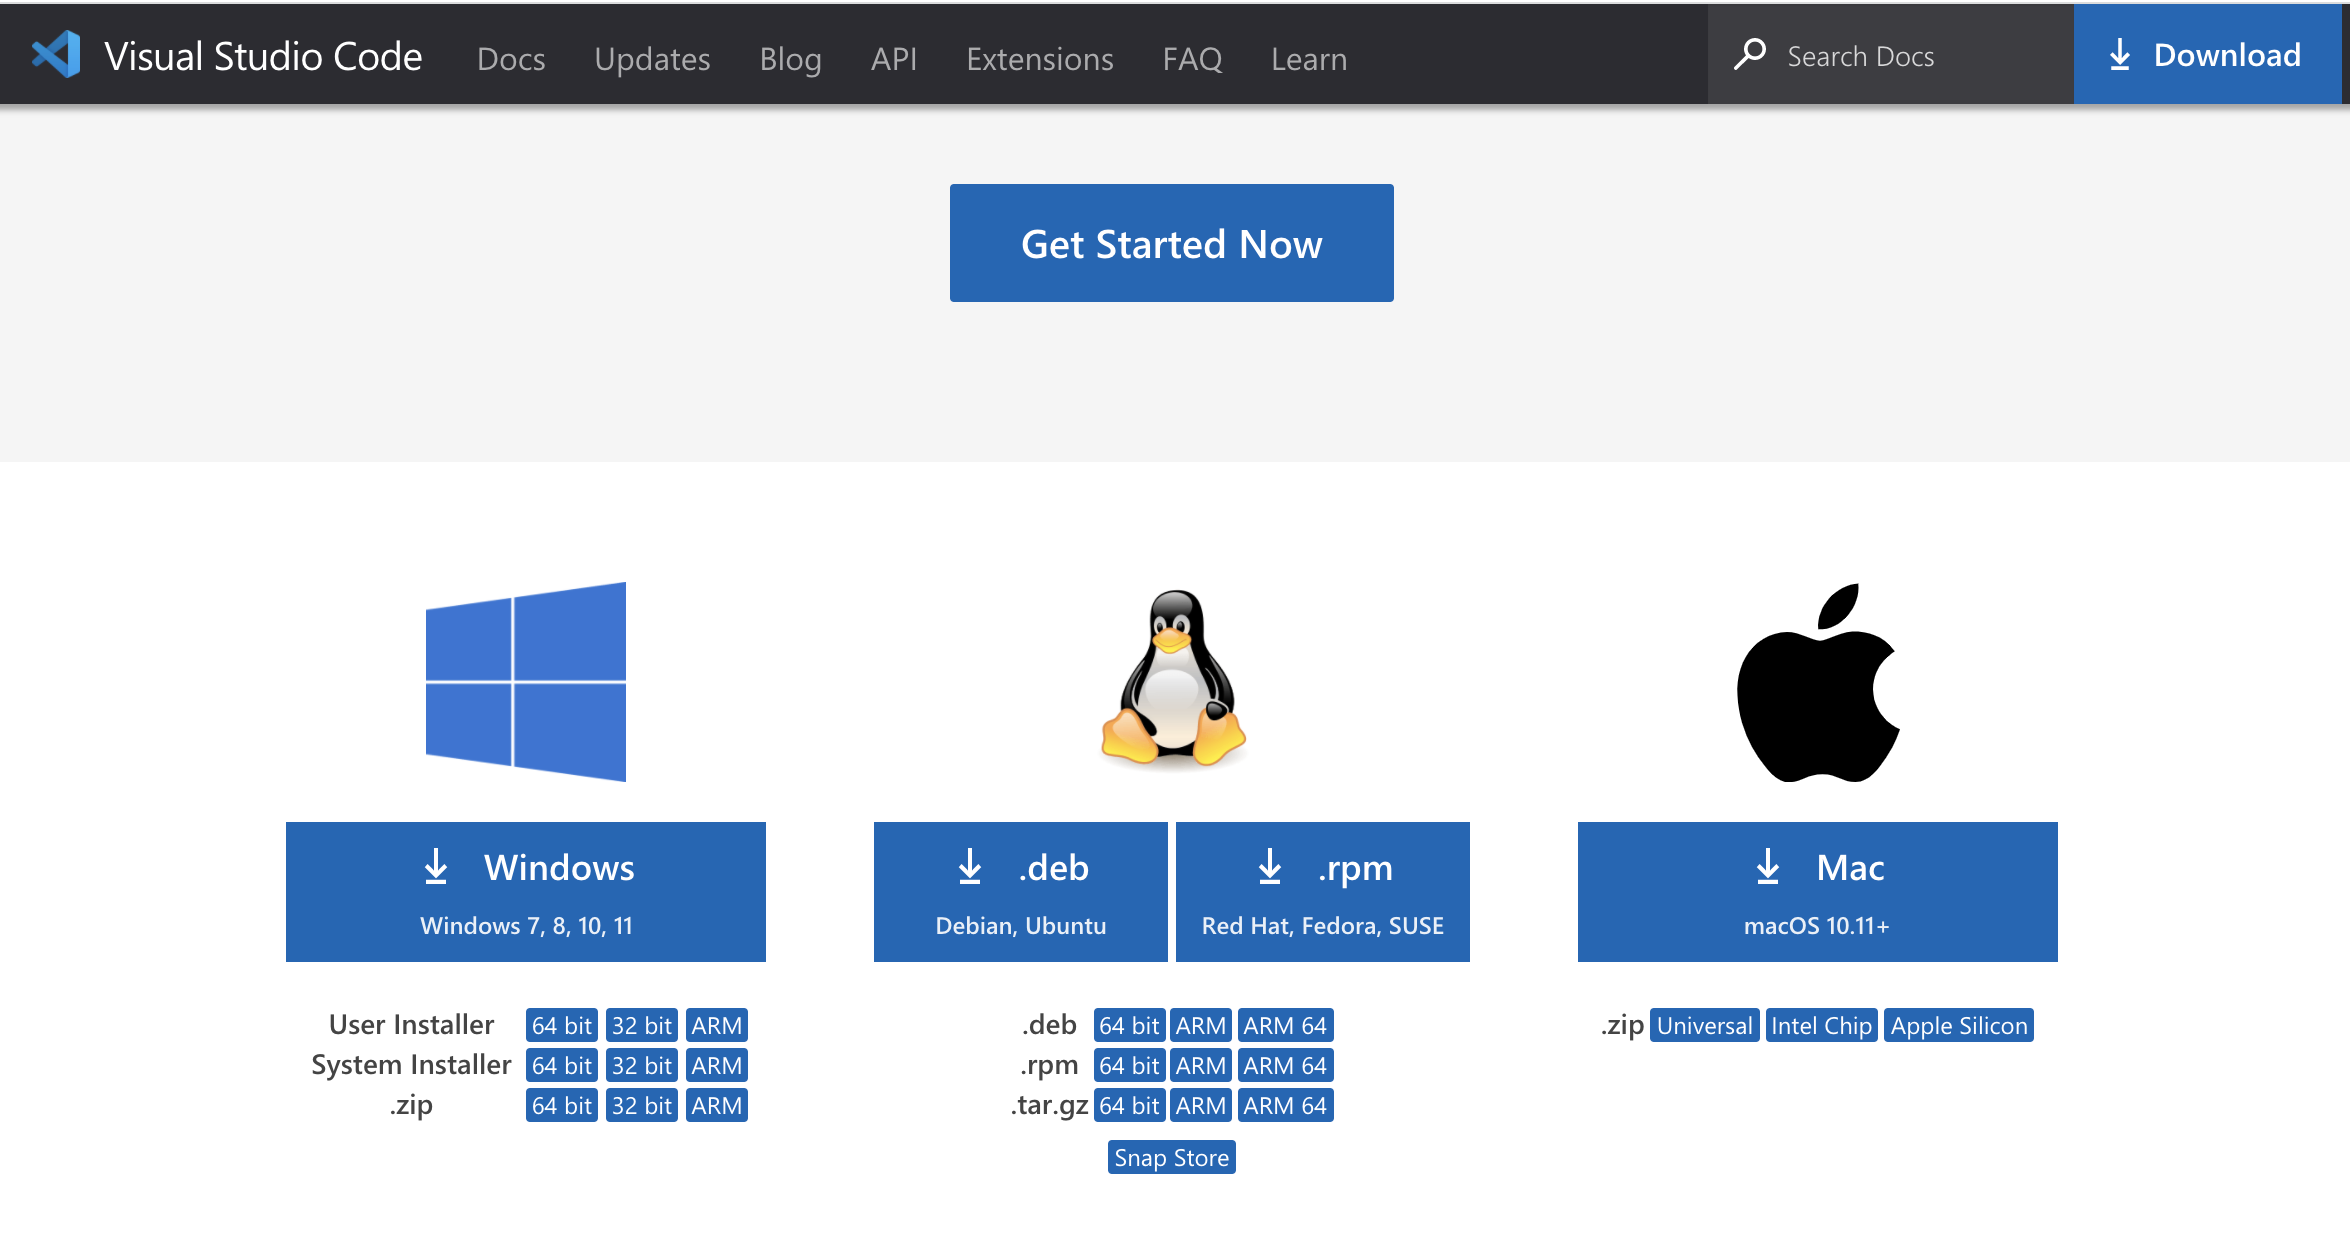 Visual Studio Code Docs Updates Blog API Extensions FAQ Learn Search Docs Download
Get Started Now
Windows
Windows 7, 8, 10, 11
User Installer 64 bit 32 bit ARM
System Installer 64 bit 32 bit ARM
.zip 64 bit 32 bit ARM
.deb
Debian, Ubuntu
.rpm
Red Hat, Fedora, SUSE
.deb 64 bit ARM ARM 64
.rpm 64 bit ARM ARM 64
.tar.gz 64 bit ARM ARM 64
Snap Store
Mac
macOS 10.11+
.zip Universal Intel Chip Apple Silicon